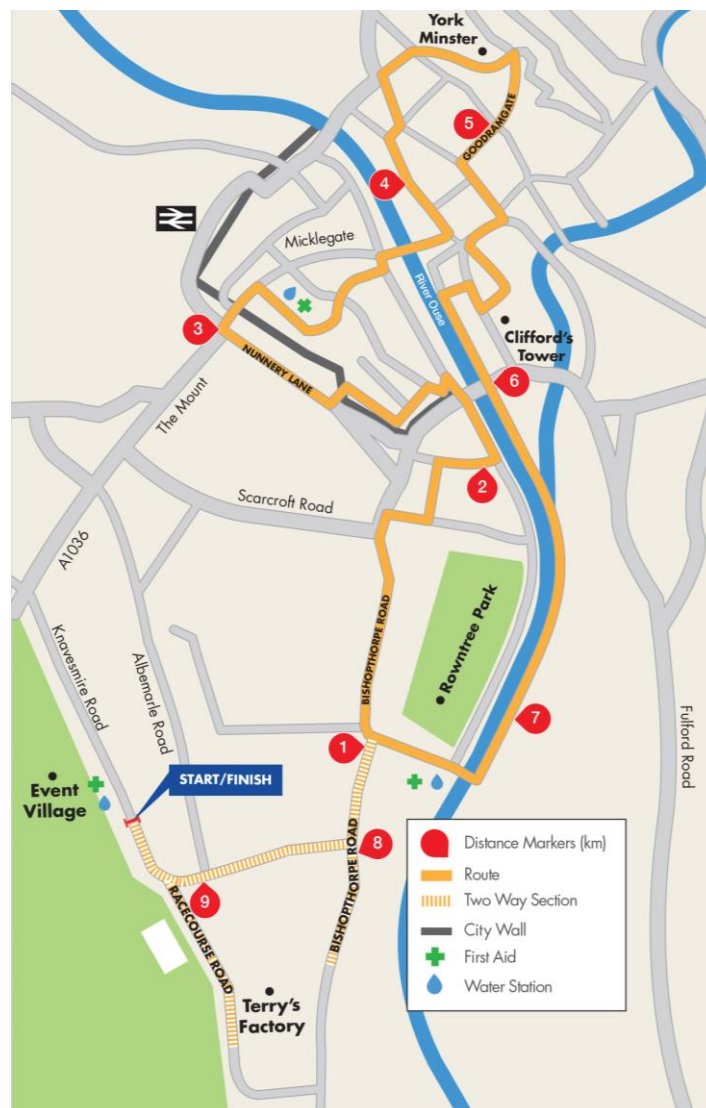 York
Minster
5
GOODRAMGATE
4
Micklegate
River Ouse
3
Clifford's
Tower
NUNNERY LANE
6
The Mount
2
Scarcroft Road
A1036
BISHOPTHORPE ROAD
Rowntree Park
Knavesmire Road
Albemarle Road
7
Fulford Road
1
Event
Village
START/FINISH
8
BISHOPTHORPE ROAD
9
RACECOURSE ROAD
Terry's
Factory
Distance Markers (km)
Route
Two Way Section
City Wall
First Aid
Water Station